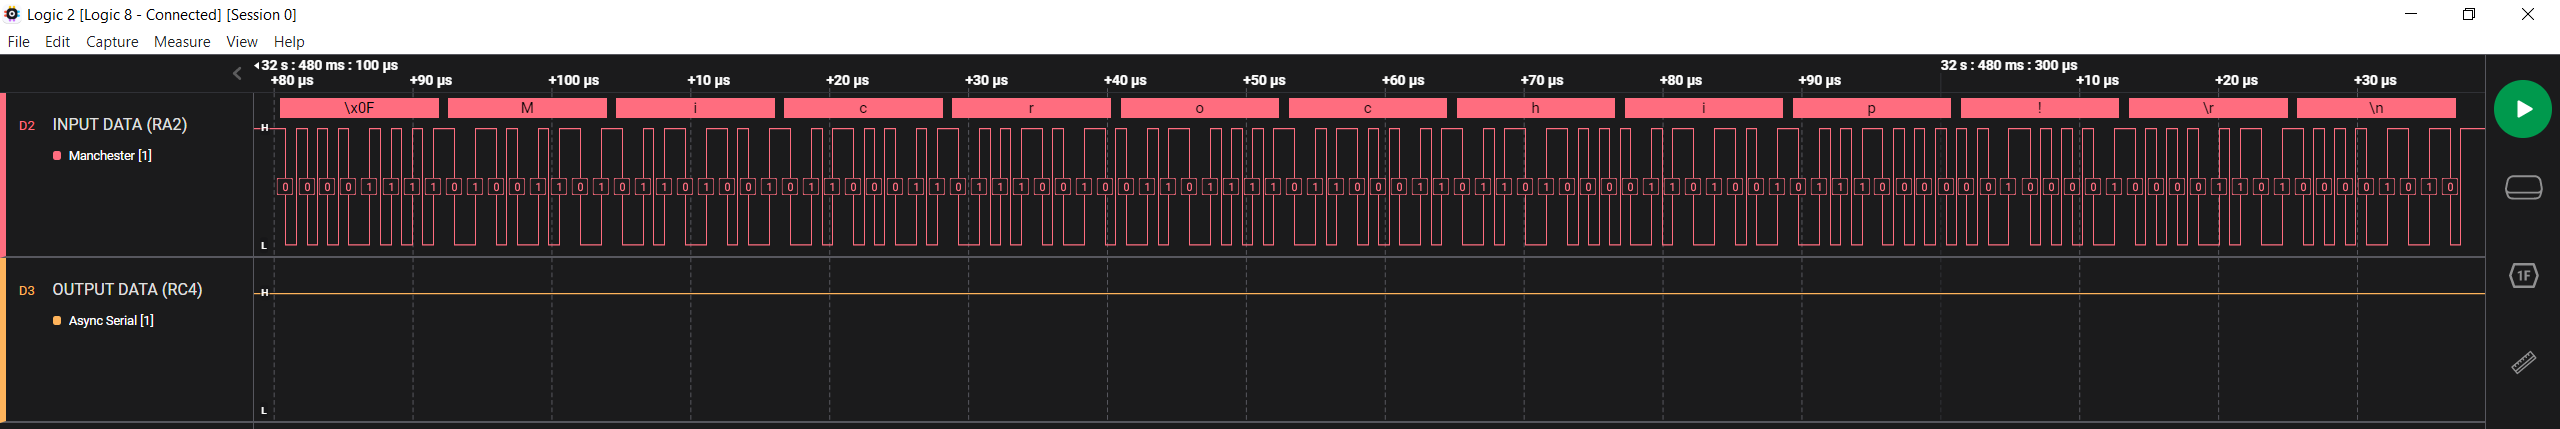 Logic 2 [Logic 8 - Connected] [Session 0]
File Edit Capture Measure View Help
32 s : 480 ms : 100 µs 32 s : 480 ms : 300 µs
+80 µs +90 µs +100 µs +10 µs +20 µs +30 µs +40 µs +50 µs +60 µs +70 µs +80 µs +90 µs +10 µs +20 µs +30 µs
\x0F M i c r o c h i p ! \r \n
D2 INPUT DATA (RA2) H
Manchester [1]
0 0 0 0 1 1 1 1 0 1 0 0 1 1 0 1 0 1 1 0 1 0 0 1 0 1 1 0 0 0 1 1 0 1 1 1 0 0 1 0 0 1 1 0 1 1 1 1 0 1 1 0 0 0 1 1 0 1 1 0 1 0 0 0 0 1 1 0 1 0 0 1 0 1 1 1 0 0 0 0 0 0 1 0 0 0 0 1 0 0 0 0 1 1 0 1 0 0 0 0 1 0 1 0
L
D3 OUTPUT DATA (RC4) H
Async Serial [1]
L
1F